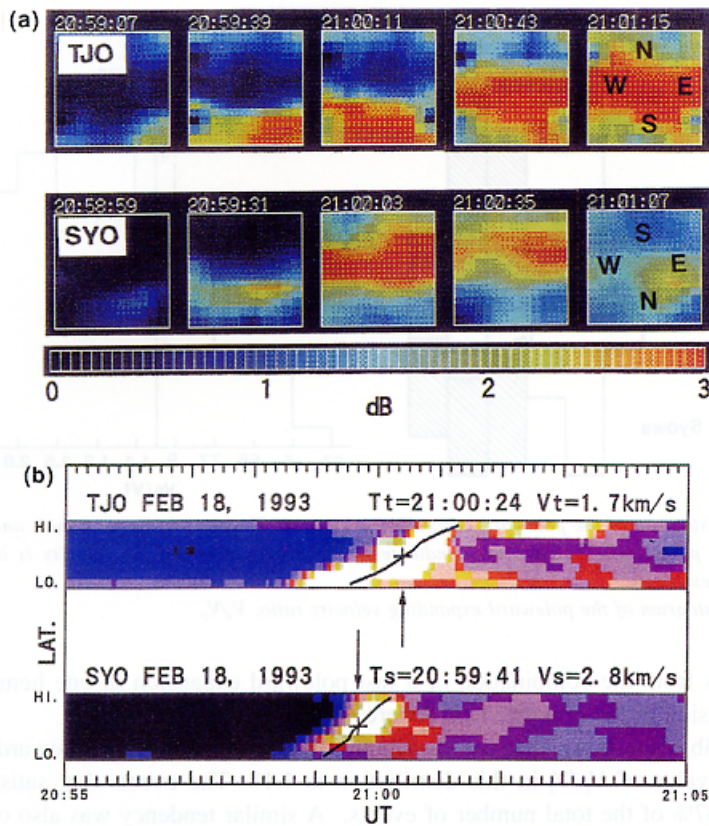 (a)
20:59:07 20:59:39 21:00:11 21:00:43 21:01:15
TJO
N
W E
S
20:58:59 20:59:31 21:00:03 21:00:35 21:01:07
SYO
S
W E
N
0 1 2 3
dB
(b)
TJO FEB 18, 1993 Tt=21:00:24 Vt=1.7km/s
HI.
LO.
LAT.
SYO FEB 18, 1993 Ts=20:59:41 Vs=2.8km/s
HI.
LO.
20:55 21:00 21:05
UT